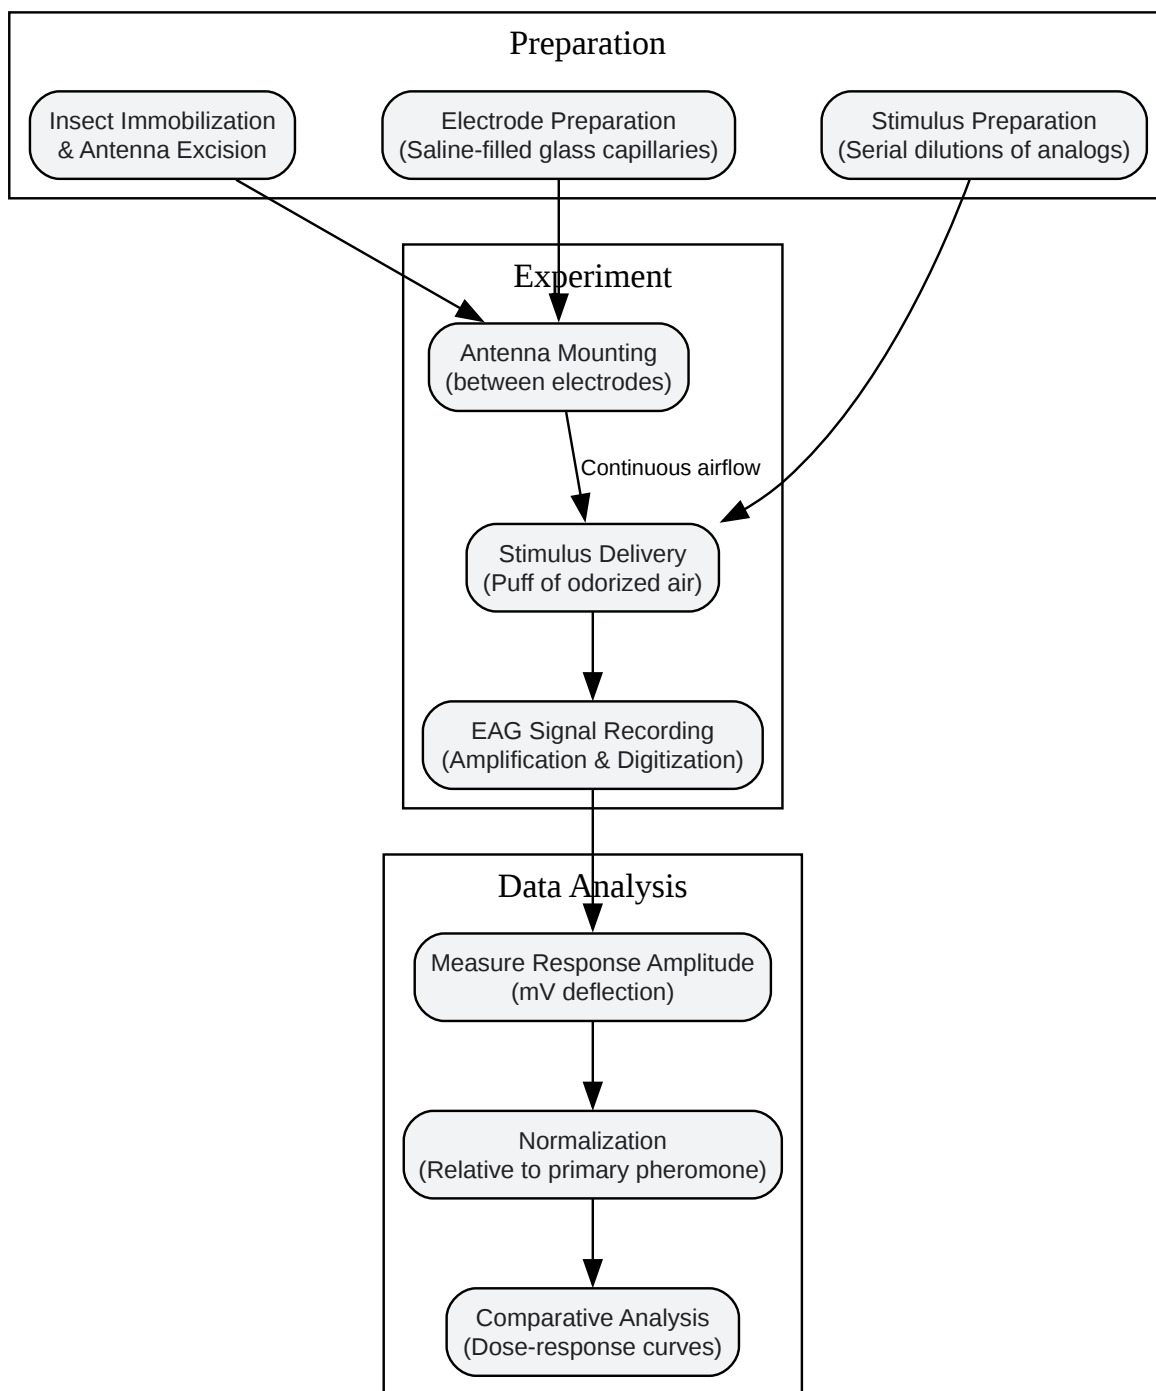 Preparation
Insect Immobilization
& Antenna Excision
Electrode Preparation
(Saline-filled glass capillaries)
Stimulus Preparation
(Serial dilutions of analogs)
Experiment
Antenna Mounting
(between electrodes)
Continuous airflow
Stimulus Delivery
(Puff of odorized air)
EAG Signal Recording
(Amplification & Digitization)
Data Analysis
Measure Response Amplitude
(mV deflection)
Normalization
(Relative to primary pheromone)
Comparative Analysis
(Dose-response curves)